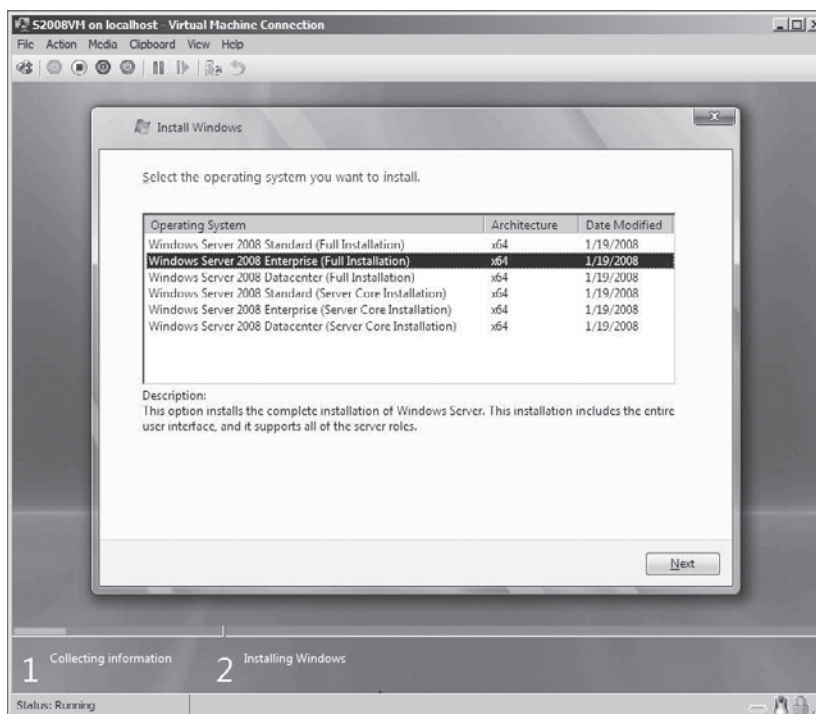 S2008VM on localhost - Virtual Machine Connection
File Action Media Clipboard View Help
Install Windows
Select the operating system you want to install.
Operating System Architecture Date Modified
Windows Server 2008 Standard (Full Installation) x64 1/19/2008
Windows Server 2008 Enterprise (Full Installation) x64 1/19/2008
Windows Server 2008 Datacenter (Full Installation) x64 1/19/2008
Windows Server 2008 Standard (Server Core Installation) x64 1/19/2008
Windows Server 2008 Enterprise (Server Core Installation) x64 1/19/2008
Windows Server 2008 Datacenter (Server Core Installation) x64 1/19/2008
Description:
This option installs the complete installation of Windows Server. This installation includes the entire
user interface, and it supports all of the server roles.
Next
1 Collecting information 2 Installing Windows
Status: Running